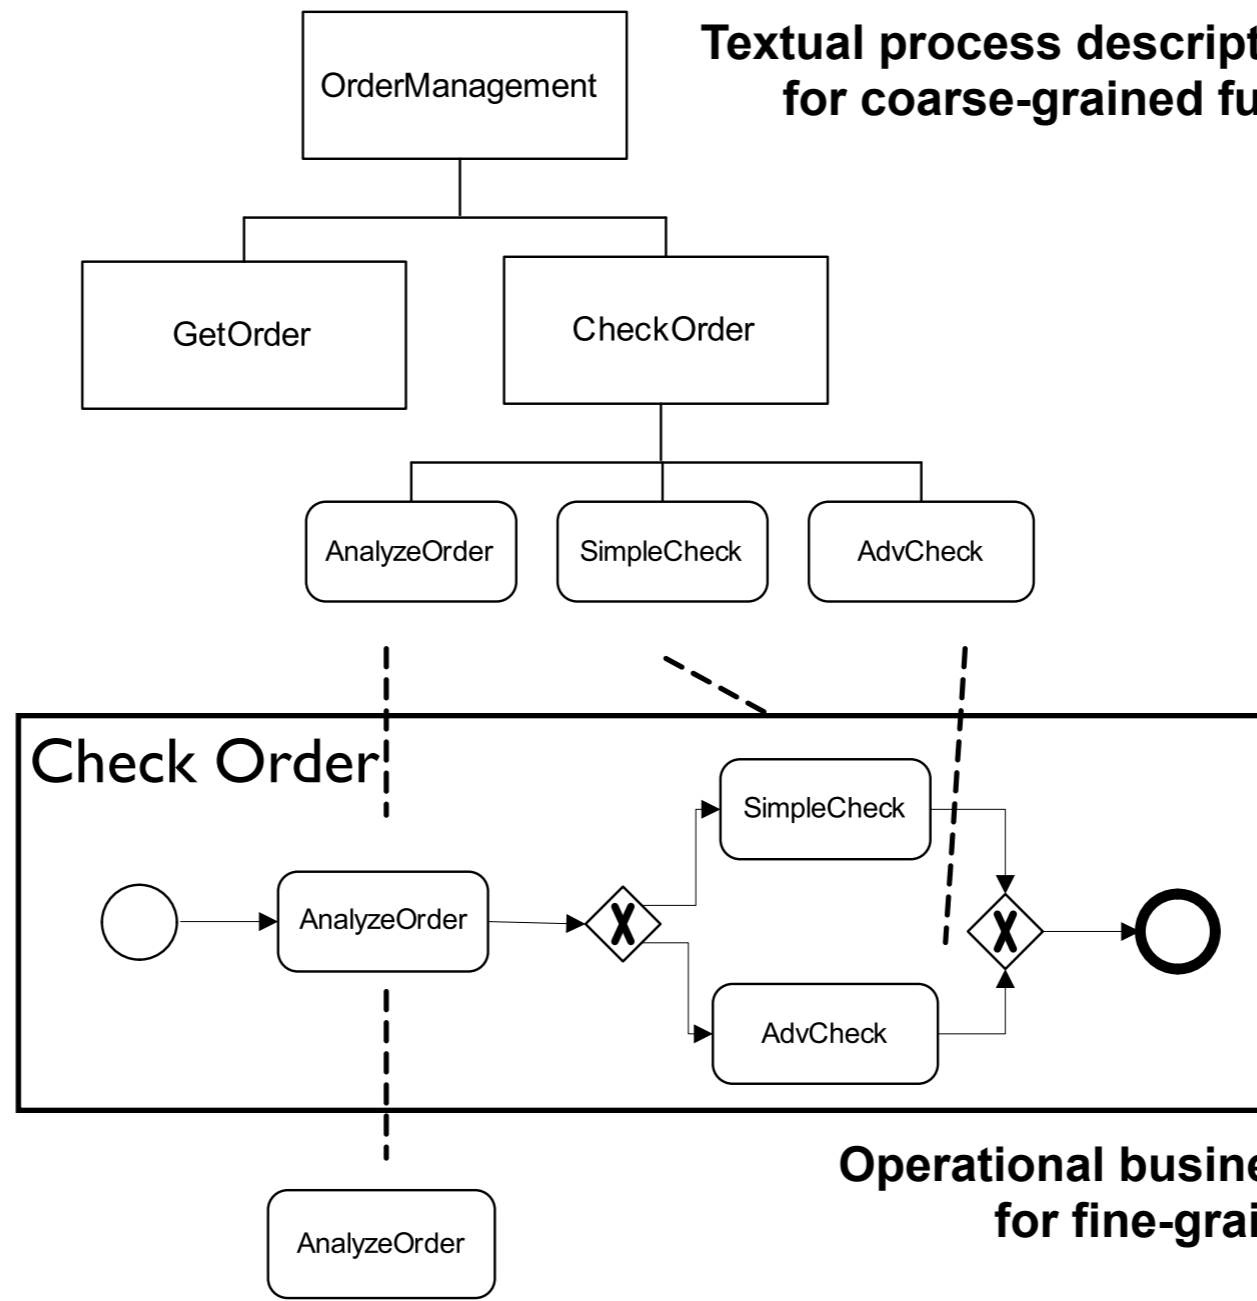 Textual process descript
for coarse-grained fu
OrderManagement
GetOrder
CheckOrder
AnalyzeOrder
SimpleCheck
AdvCheck
Check Order
SimpleCheck
AnalyzeOrder
X
X
AdvCheck
Operational busine
for fine-grai
AnalyzeOrder